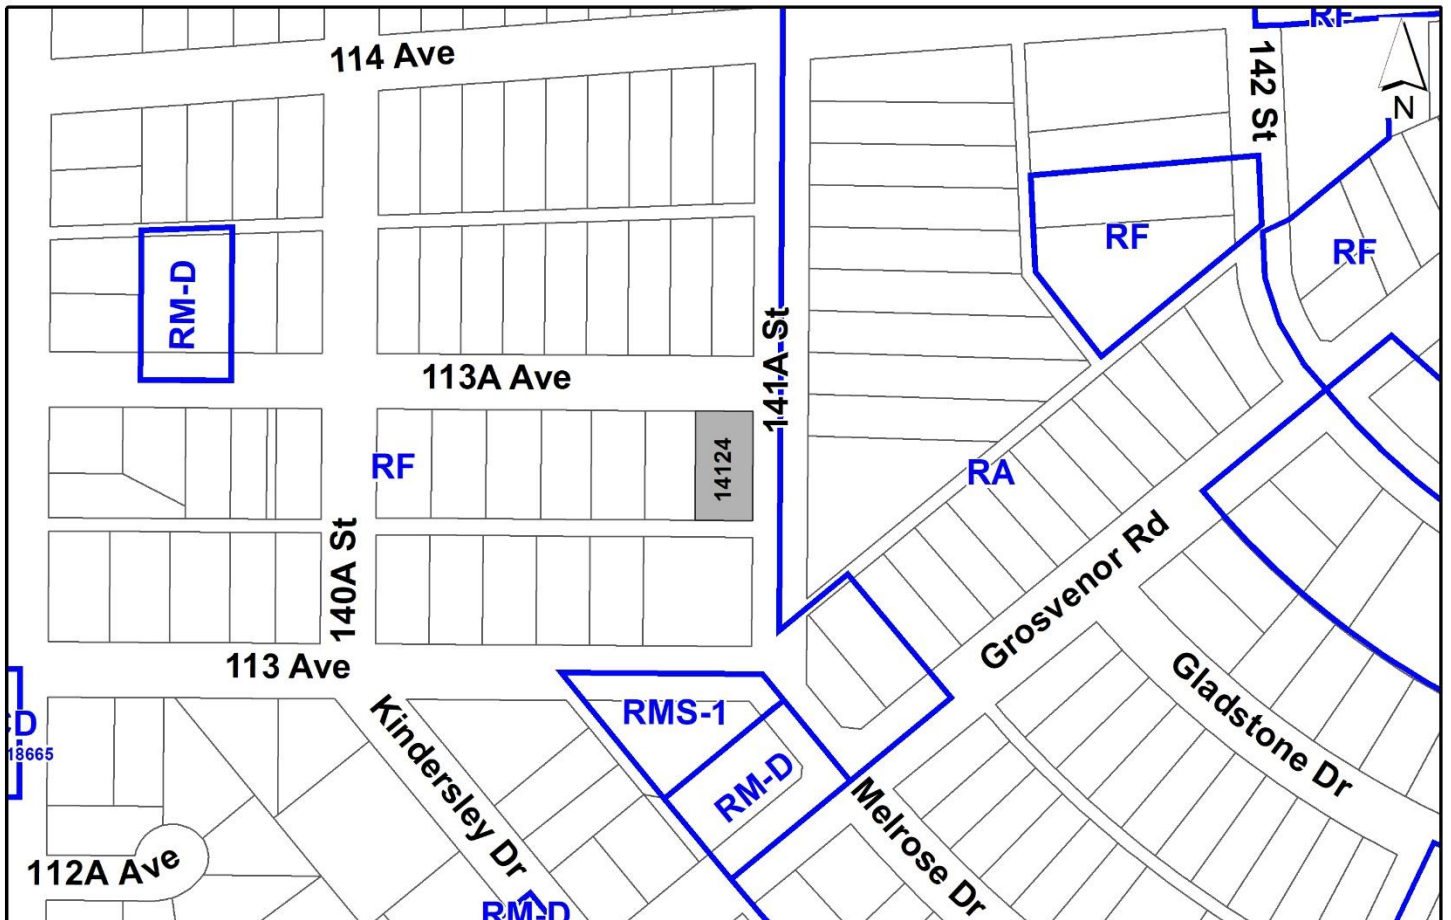 RF
114 Ave
142 St
N
RF
RF
RM-D
141A St
113A Ave
RF
14124
RA
140A St
Grosvenor Rd
113 Ave
Gladstone Dr
RMS-1
CD
18665
Kindersley Dr
RM-D
Melrose Dr
112A Ave
RM-D